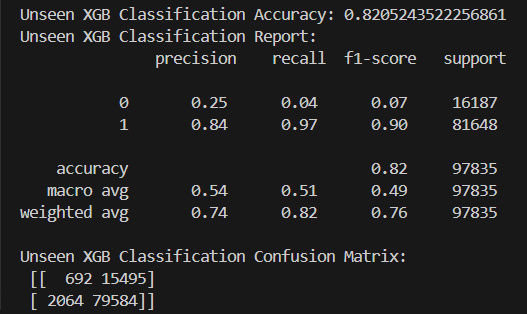 Unseen XGB Classification Accuracy: 0.8205243522256861
Unseen XGB Classification Report:
precision recall f1-score support
0 0.25 0.04 0.07 16187
1 0.84 0.97 0.90 81648
accuracy 0.82 97835
macro avg 0.54 0.51 0.49 97835
weighted avg 0.74 0.82 0.76 97835
Unseen XGB Classification Confusion Matrix:
[[ 692 15495]
[ 2064 79584]]